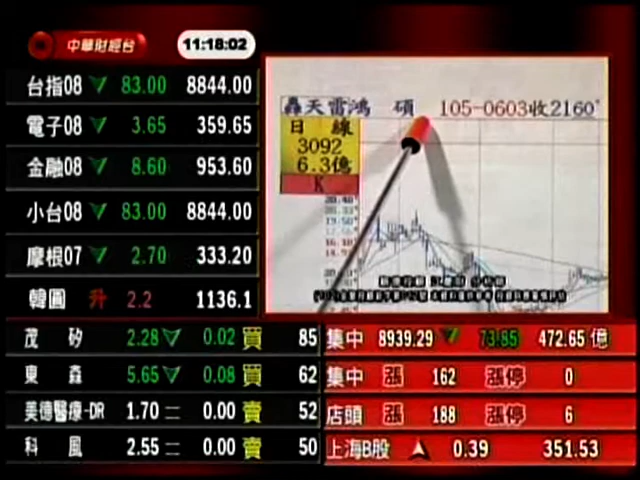 中華財經台 11:18:02
台指08 83.00 8844.00
電子08 3.65 359.65
金融08 8.60 953.60
小台08 83.00 8844.00
摩根07 2.70 333.20
韓圓 升 2.2 1136.1
轟天雷鴻 碩 105-0603收2160
日 線
3092
6.3億
K
茂 矽 2.28 0.02 買 85
東 森 5.65 0.08 買 62
美德醫療-DR 1.70 0.00 賣 52
科 風 2.55 0.00 賣 50
集中 8939.29 73.85 472.65 億
集中 漲 162 漲停 0
店頭 漲 188 漲停 6
上海B股 0.39 351.53